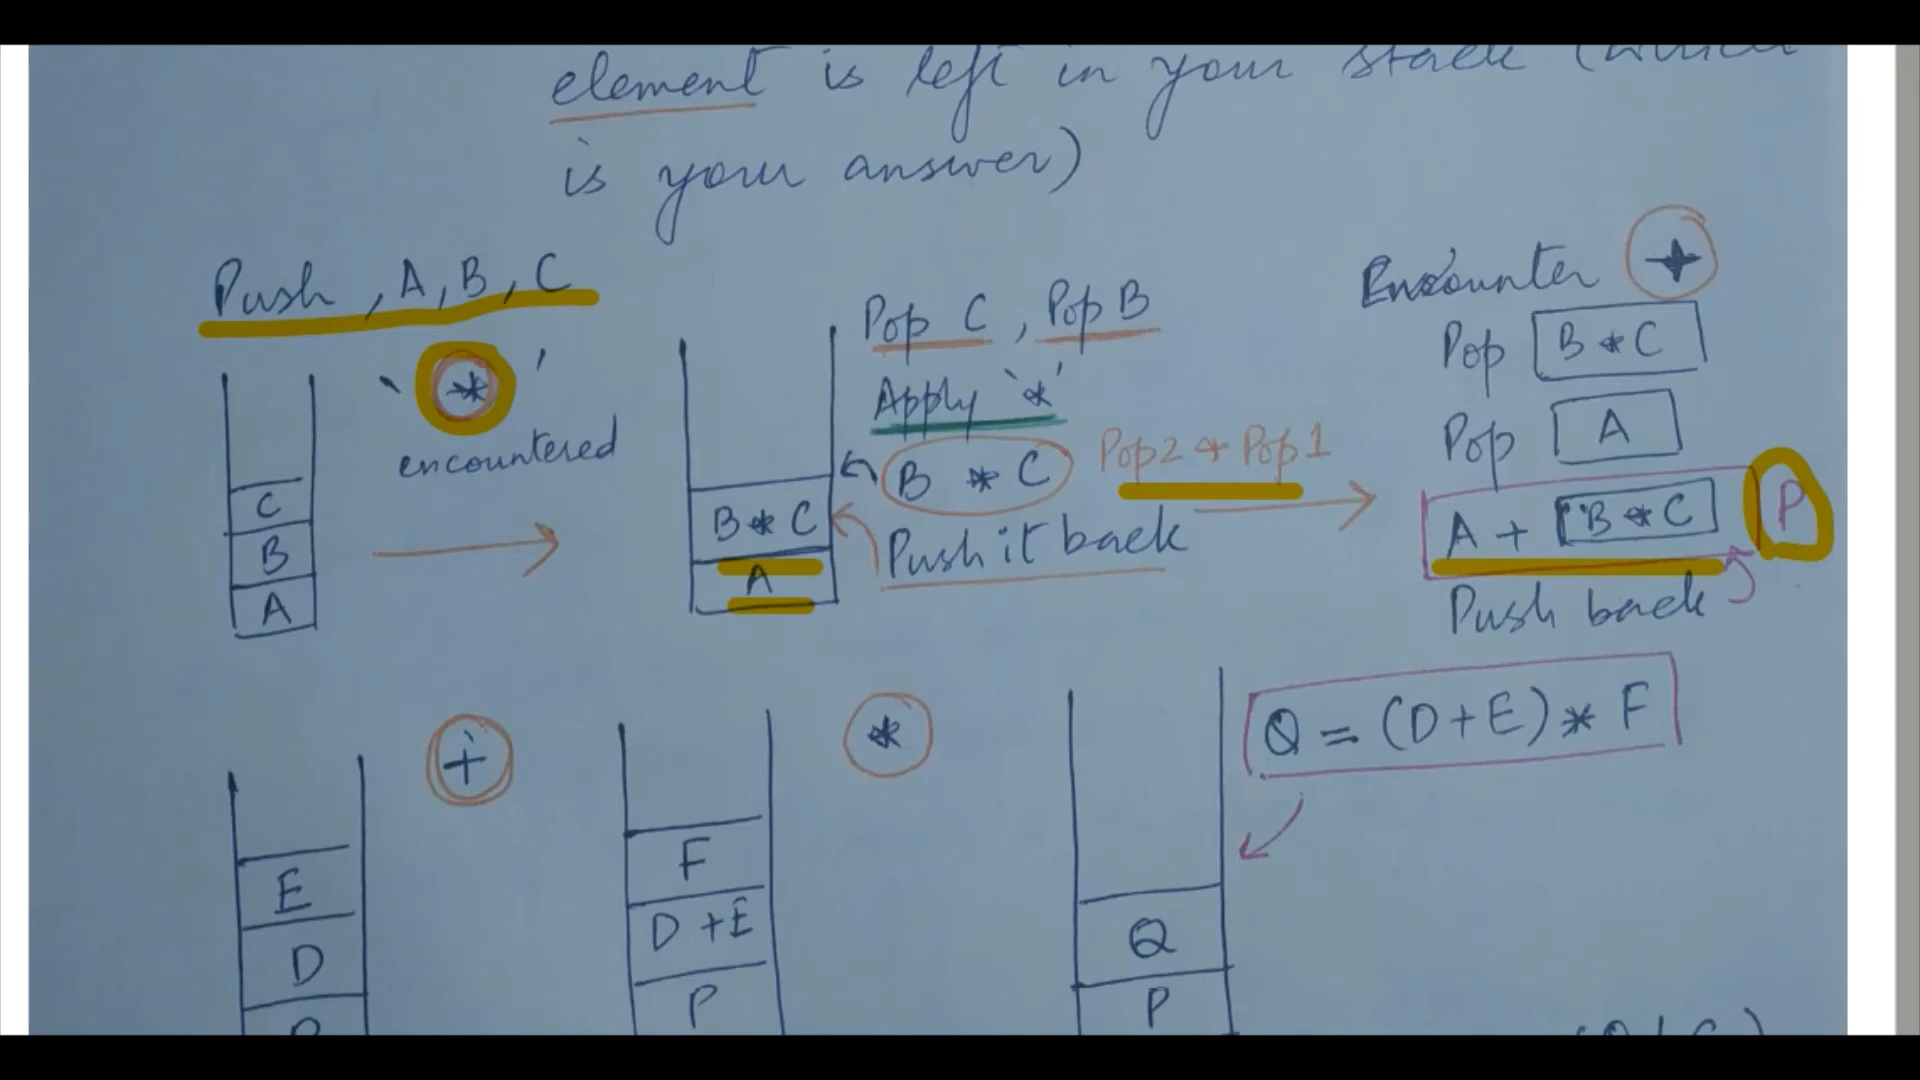 element is left in your stack (which
is your answer)
Push , A, B, C
' * '
encountered
C
B
A
Pop C , Pop B
Apply '*'
B * C
Push it back
B * C
A
Pop2 * Pop1
Encounter +
Pop B * C
Pop A
A + (B * C P
Push back
+
E
D
*
F
D + E
P
Q = (D+E) * F
Q
P